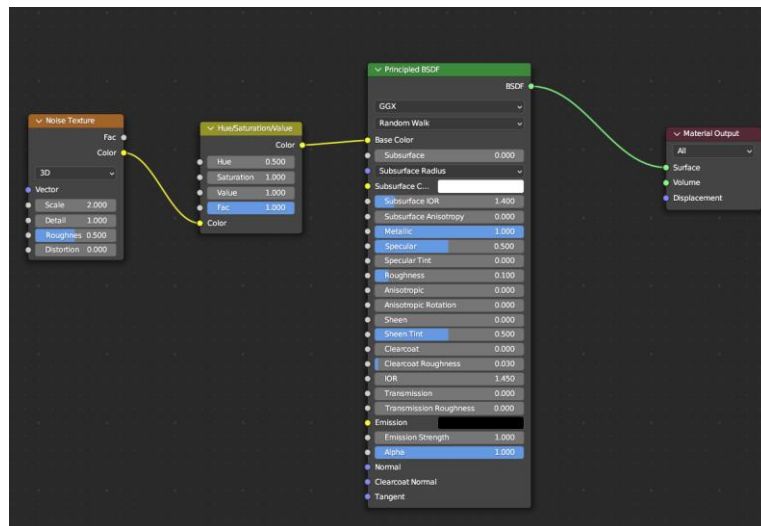 Noise Texture
Fac
Color
3D
Vector
Scale 2.000
Detail 1.000
Roughnes 0.500
Distortion 0.000
Hue/Saturation/Value
Color
Hue 0.500
Saturation 1.000
Value 1.000
Fac 1.000
Color
Principled BSDF
BSDF
GGX
Random Walk
Base Color
Subsurface 0.000
Subsurface Radius
Subsurface C...
Subsurface IOR 1.400
Subsurface Anisotropy 0.000
Metallic 1.000
Specular 0.500
Specular Tint 0.000
Roughness 0.100
Anisotropic 0.000
Anisotropic Rotation 0.000
Sheen 0.000
Sheen Tint 0.500
Clearcoat 0.000
Clearcoat Roughness 0.030
IOR 1.450
Transmission 0.000
Transmission Roughness 0.000
Emission
Emission Strength 1.000
Alpha 1.000
Normal
Clearcoat Normal
Tangent
Material Output
All
Surface
Volume
Displacement